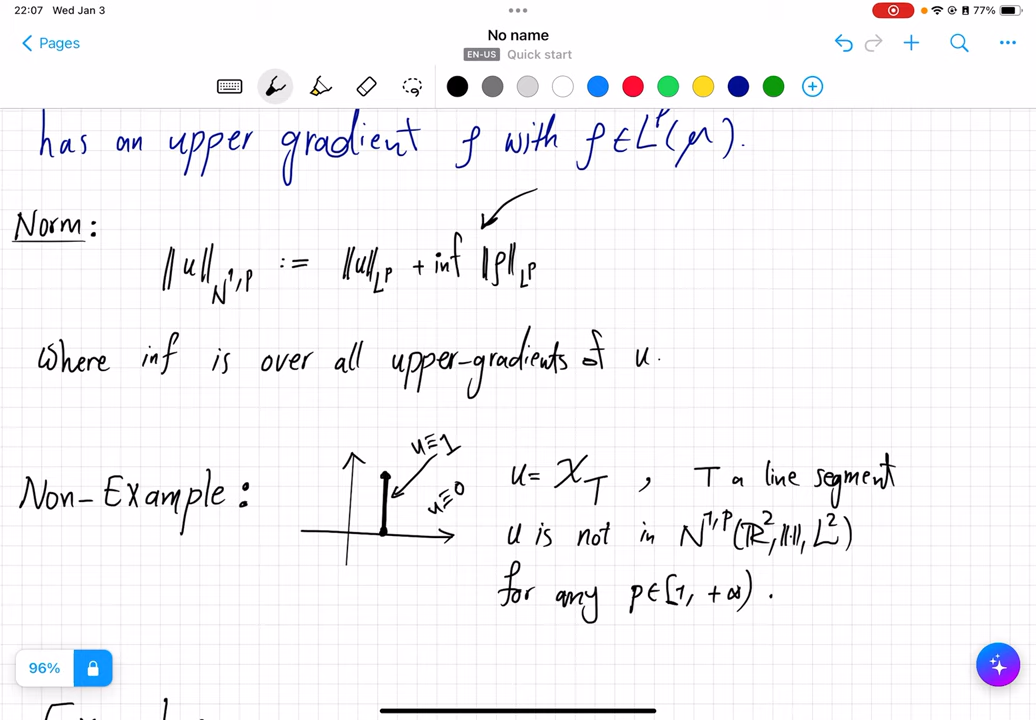 22:07 Wed Jan 3
77%
Pages
No name
EN-US Quick start
has an upper gradient ρ with ρ∈L^p(μ).
Norm:
||u||_{N^{1,p}} := ||u||_{L^p} + inf ||ρ||_{L^p}
where inf is over all upper-gradients of u.
Non-Example:
u≡1
u≡0
u = χ_T , T a line segment
u is not in N^{1,p}(ℝ^2, ||·||, L^2)
for any p∈[1, +∞).
96%